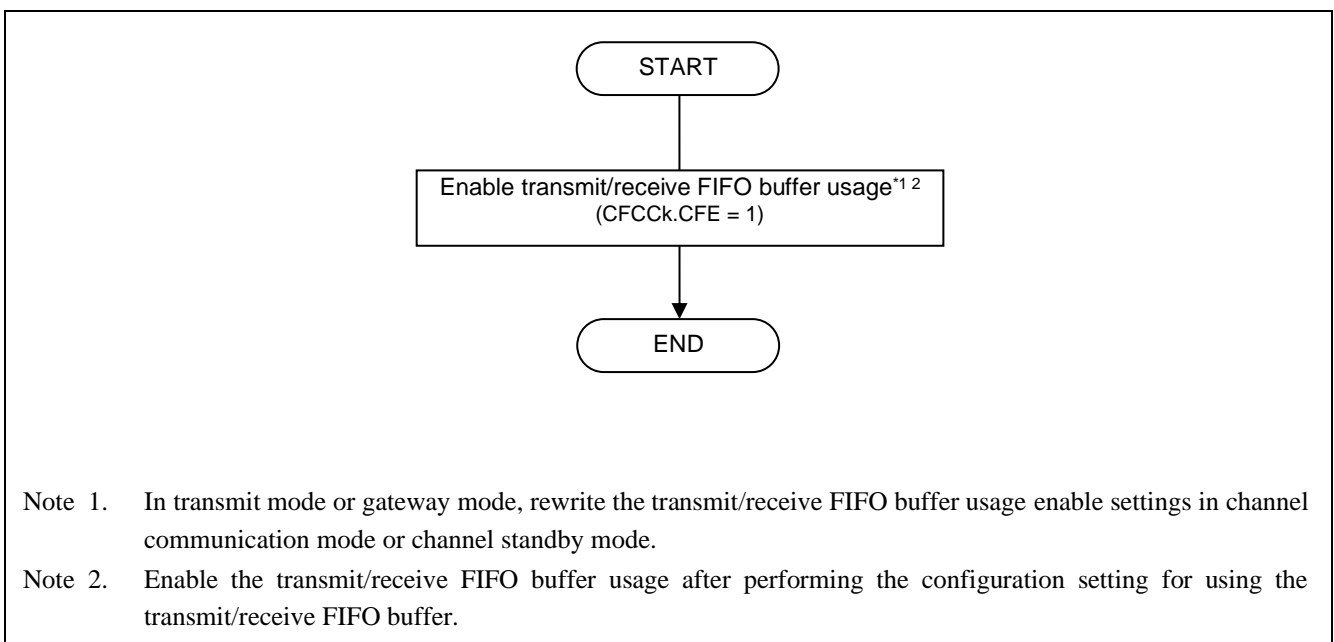 START
Enable transmit/receive FIFO buffer usage*1 2
(CFCCk.CFE = 1)
END
Note 1. In transmit mode or gateway mode, rewrite the transmit/receive FIFO buffer usage enable settings in channel
communication mode or channel standby mode.
Note 2. Enable the transmit/receive FIFO buffer usage after performing the configuration setting for using the
transmit/receive FIFO buffer.